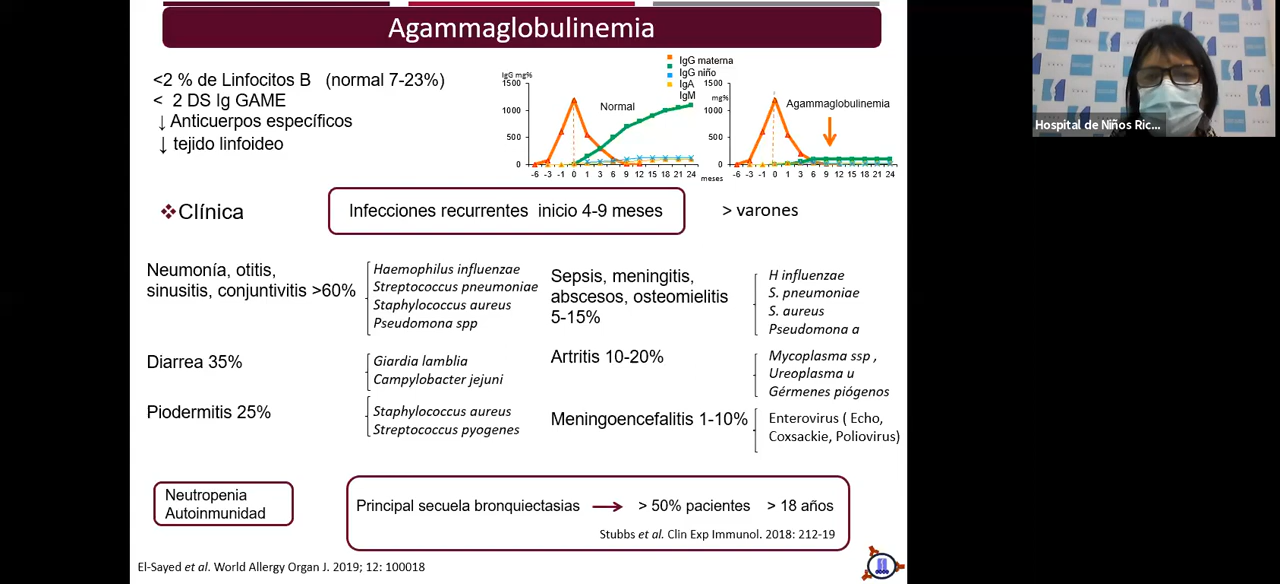 Agammaglobulinemia
<2 % de Linfocitos B (normal 7-23%)
< 2 DS Ig GAME
↓ Anticuerpos específicos
↓ tejido linfoideo
IgG materna
IgG niño
IgA
IgM
IgG mg%
1500
1000
500
0
Normal
-6 -3 -1 0 1 3 6 9 12 15 18 21 24
meses
1500
mg%
1000
500
0
Agammaglobulinemia
-6 -3 -1 0 1 3 6 9 12 15 18 21 24
Hospital de Niños Ric...
❖Clínica
Infecciones recurrentes inicio 4-9 meses
> varones
Neumonía, otitis,
sinusitis, conjuntivitis >60%
Haemophilus influenzae
Streptococcus pneumoniae
Staphylococcus aureus
Pseudomona spp
Sepsis, meningitis,
abscesos, osteomielitis
5-15%
H influenzae
S. pneumoniae
S. aureus
Pseudomona a
Diarrea 35%
Giardia lamblia
Campylobacter jejuni
Artritis 10-20%
Mycoplasma ssp ,
Ureoplasma u
Gérmenes piógenos
Piodermitis 25%
Staphylococcus aureus
Streptococcus pyogenes
Meningoencefalitis 1-10%
Enterovirus ( Echo,
Coxsackie, Poliovirus)
Neutropenia
Autoinmunidad
Principal secuela bronquiectasias → > 50% pacientes > 18 años
Stubbs et al. Clin Exp Immunol. 2018: 212-19
El-Sayed et al. World Allergy Organ J. 2019; 12: 100018